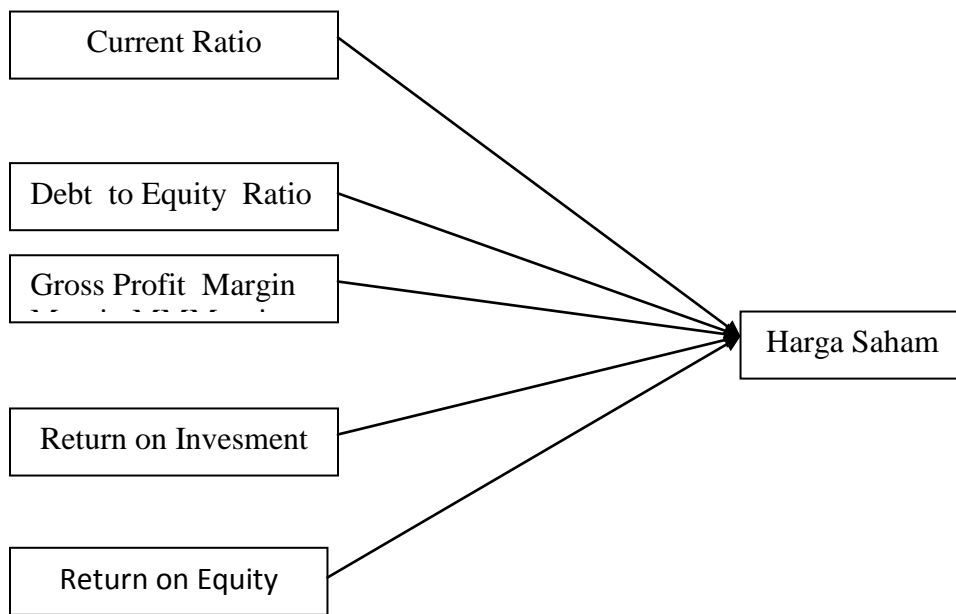 Current Ratio
Debt to Equity Ratio
Gross Profit Margin
Return on Invesment
Return on Equity
Harga Saham